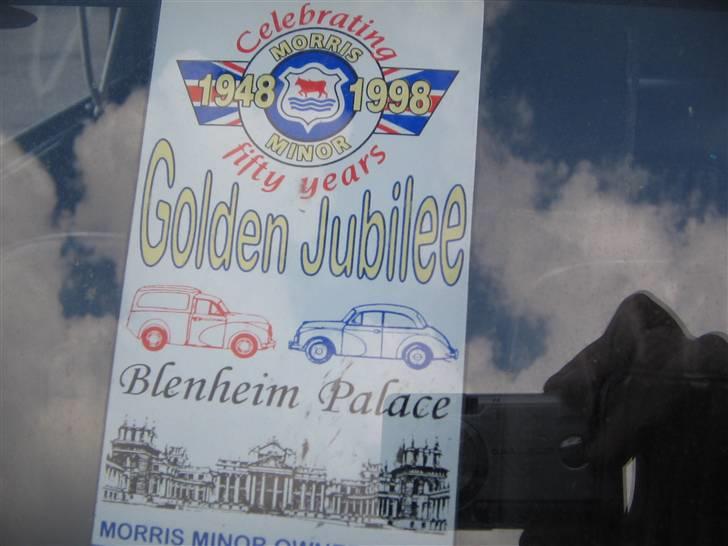 Celebrating
MORRIS
1948 1998
MINOR
fifty years
Golden Jubilee
Blenheim Palace
MORRIS MINOR